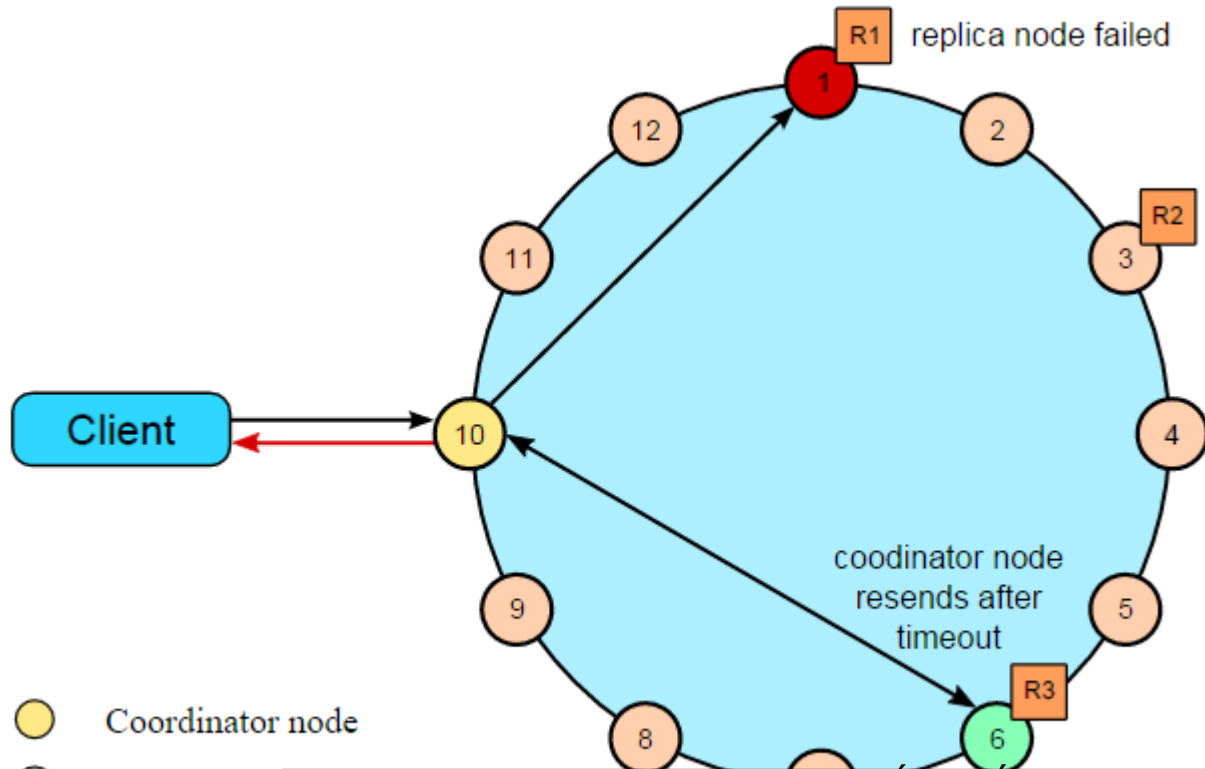 R1
replica node failed
1
12
2
R2
11
3
Client
10
4
coodinator node
resends after
timeout
9
5
R3
Coordinator node
8
6